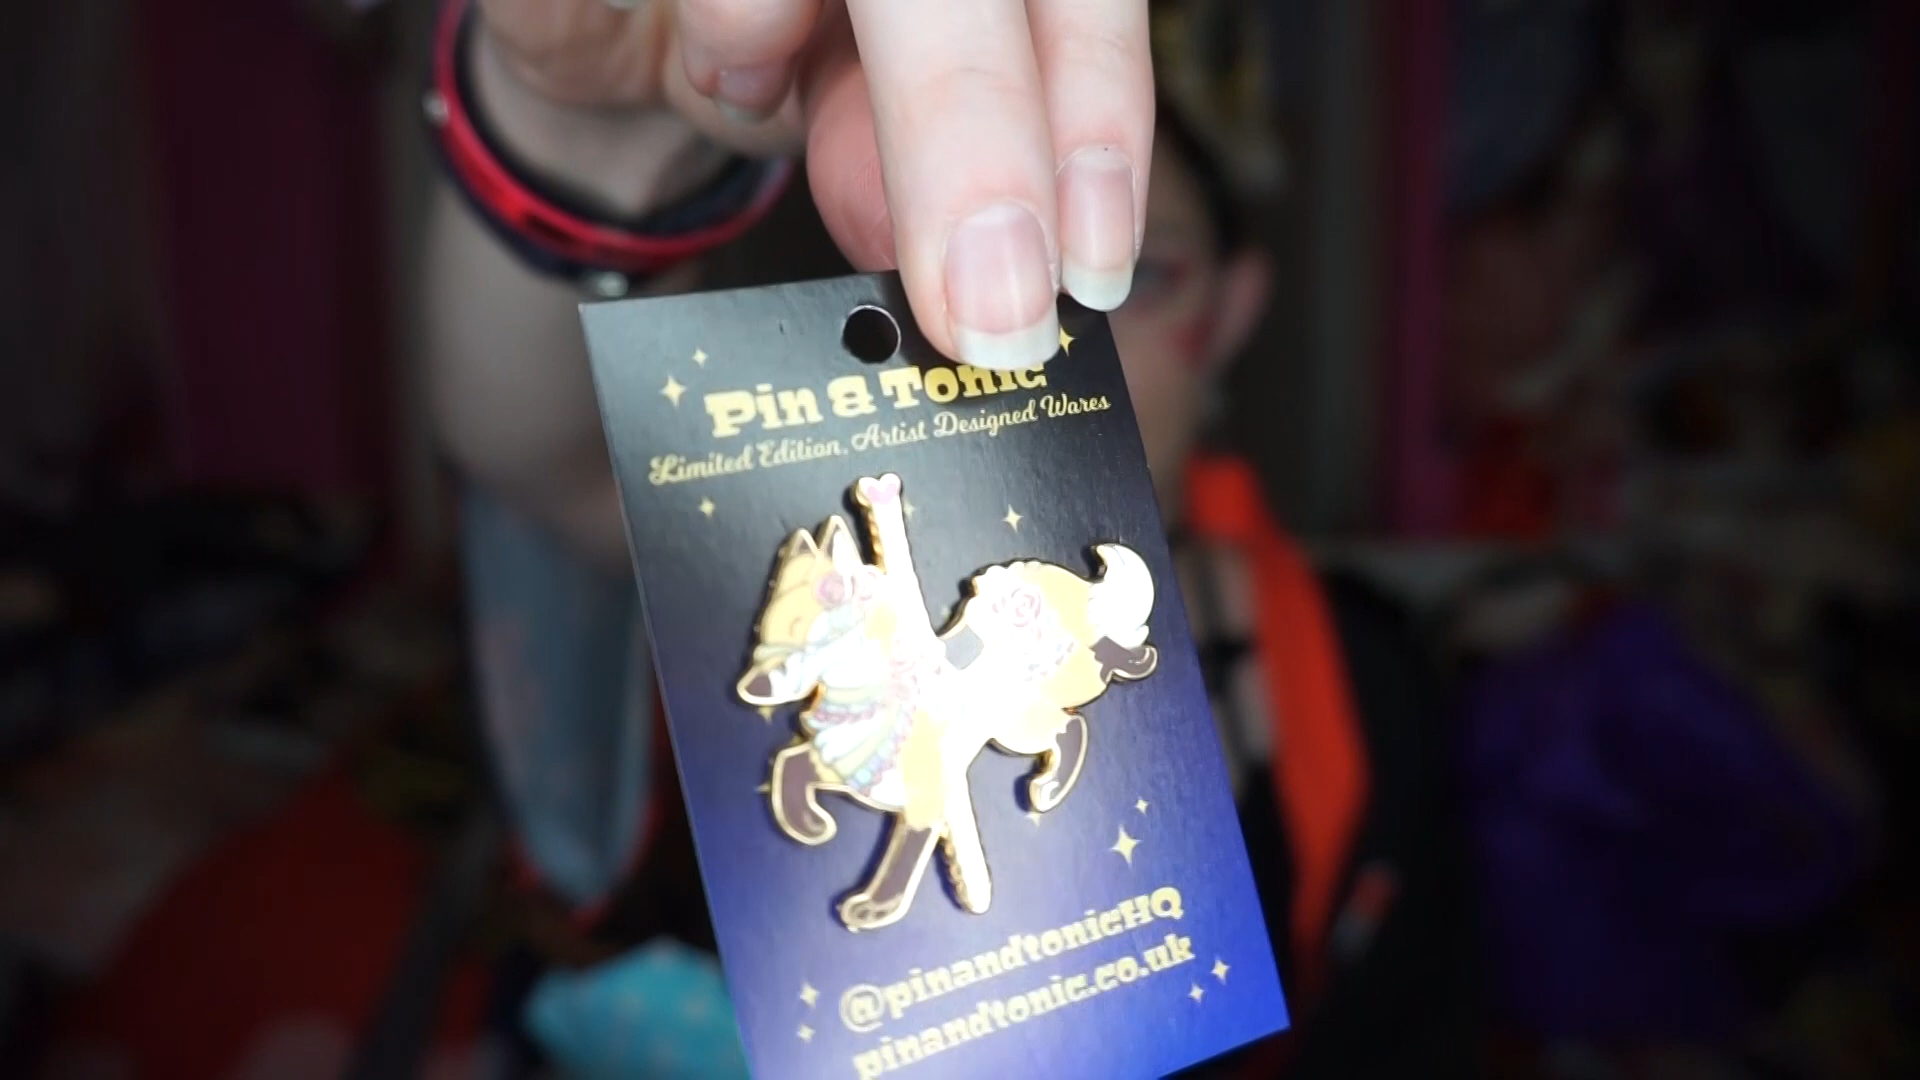 Pin & Tonic
Limited Edition, Artist Designed Wares
@pinandtonicHQ
pinandtonic.co.uk